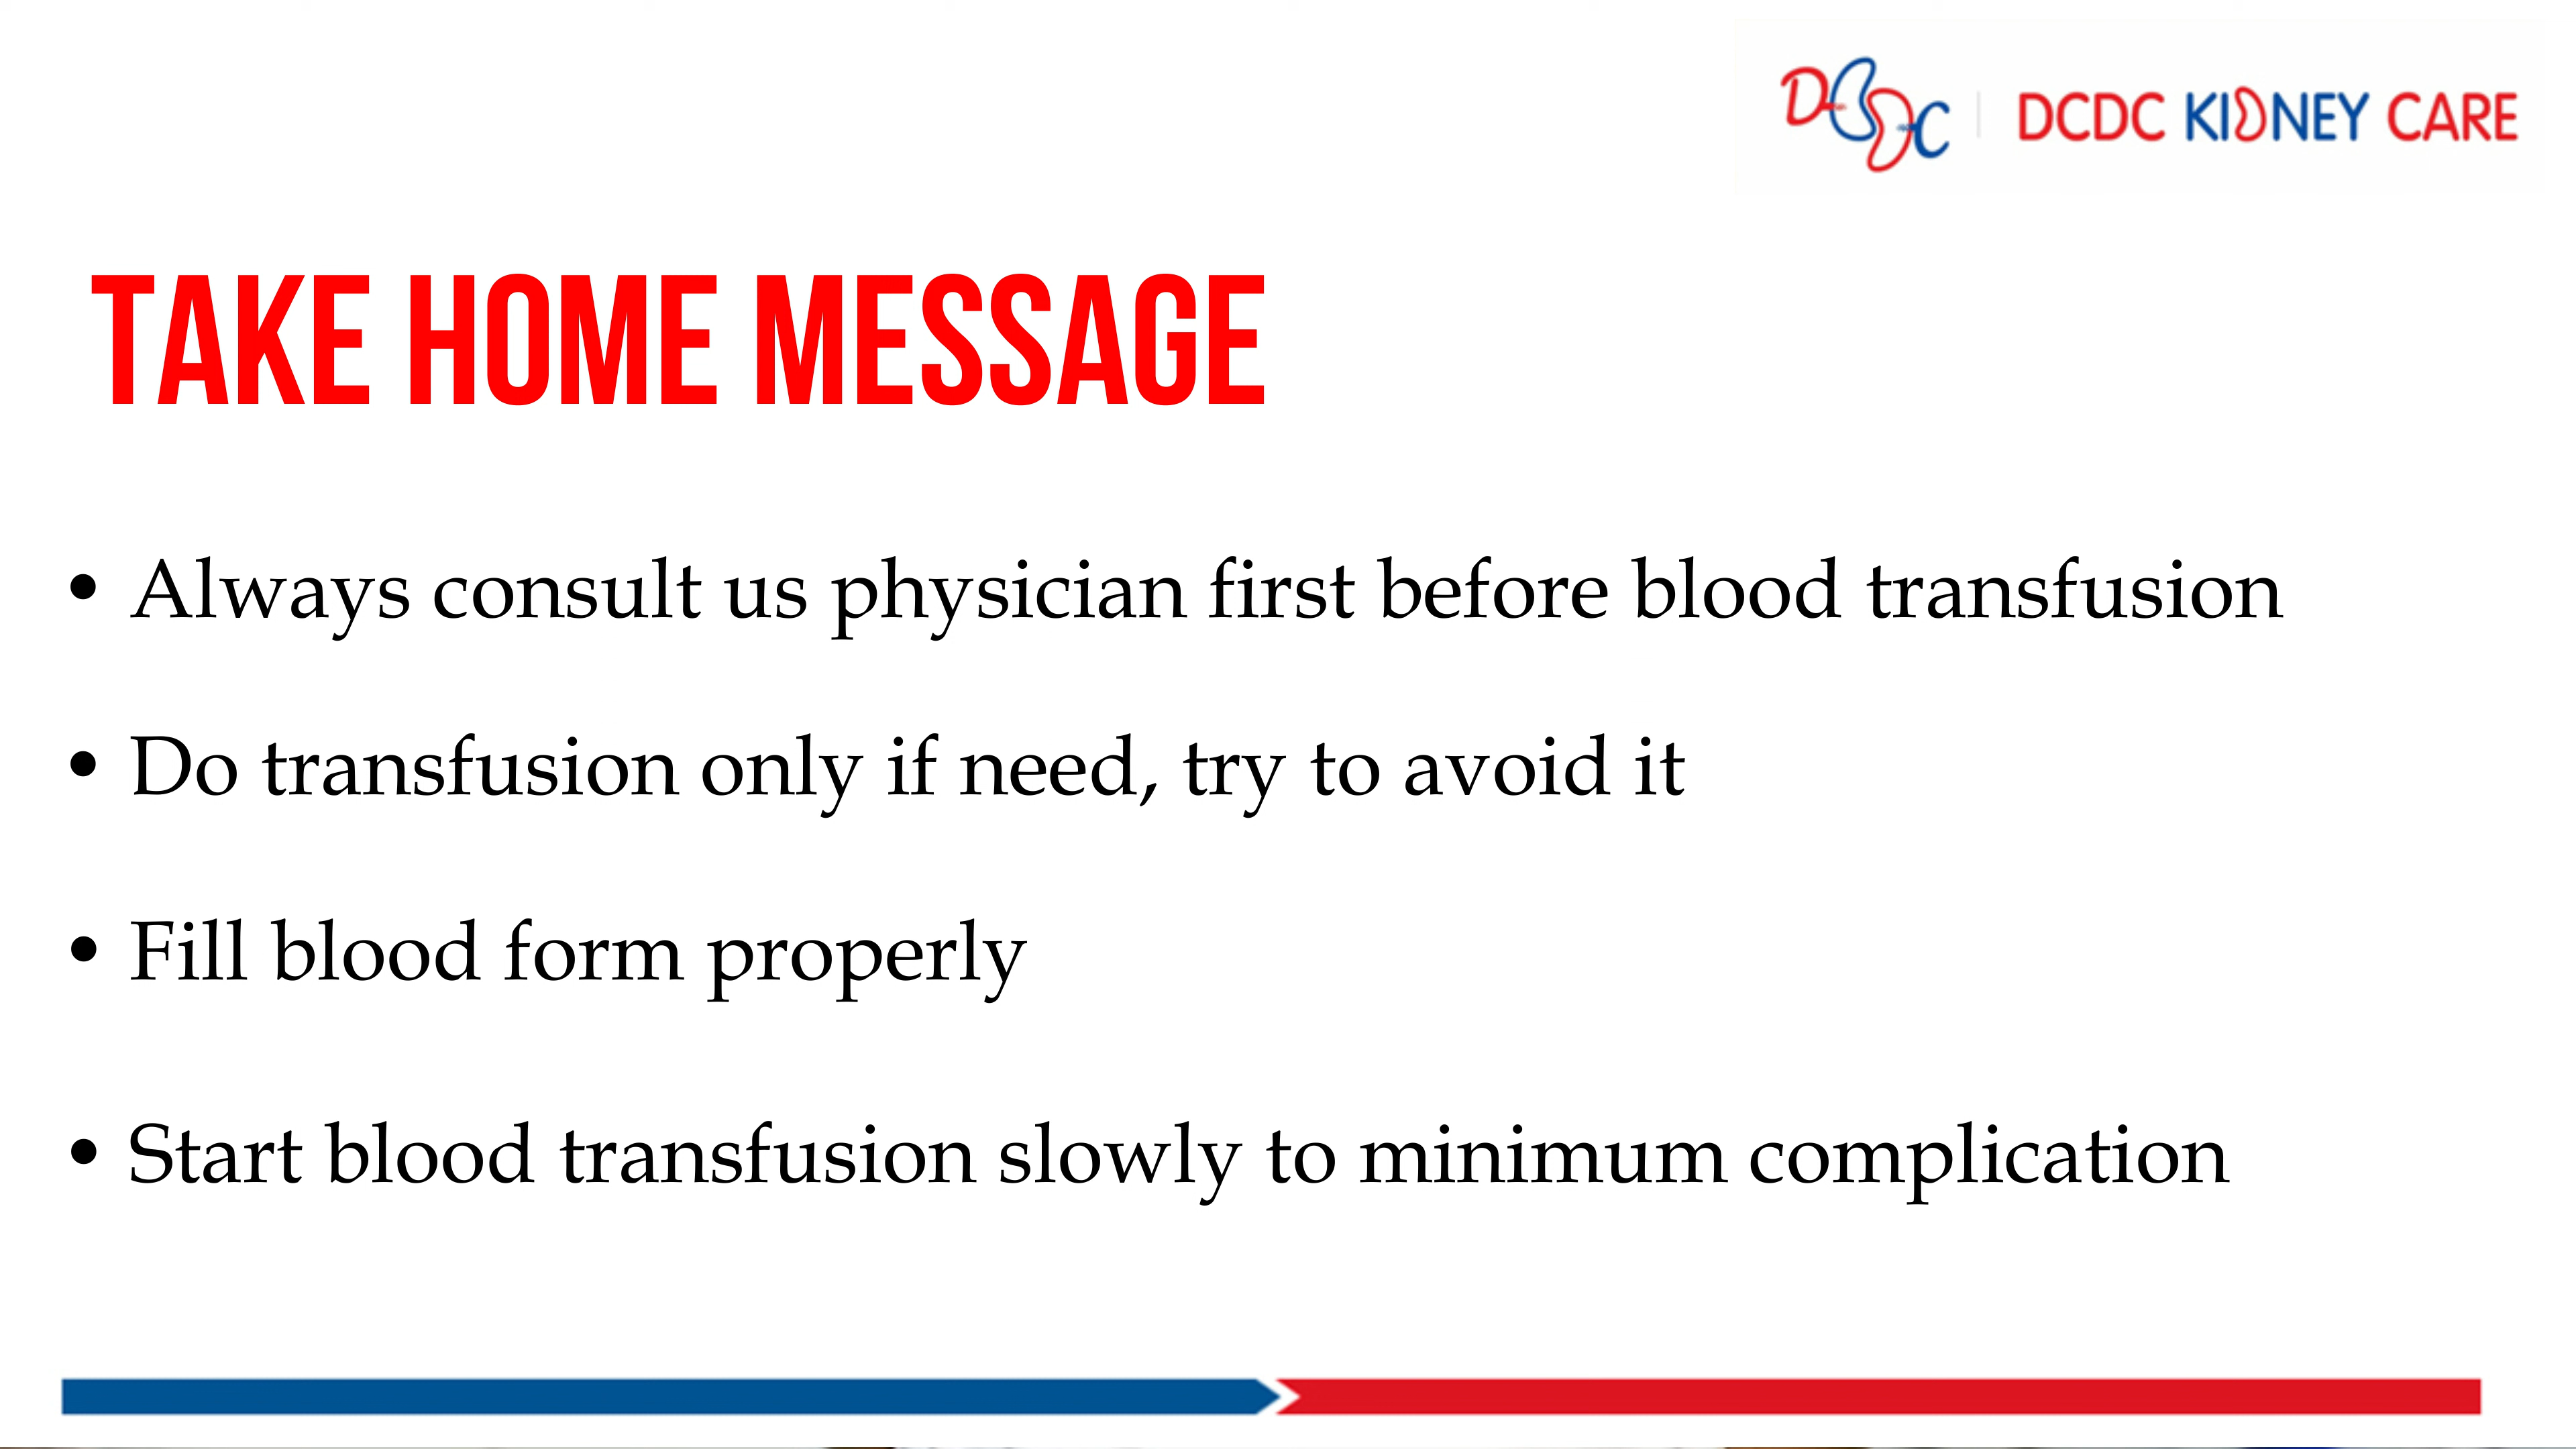 DCDC | DCDC KIDNEY CARE
TAKE HOME MESSAGE
• Always consult us physician first before blood transfusion
• Do transfusion only if need, try to avoid it
• Fill blood form properly
• Start blood transfusion slowly to minimum complication